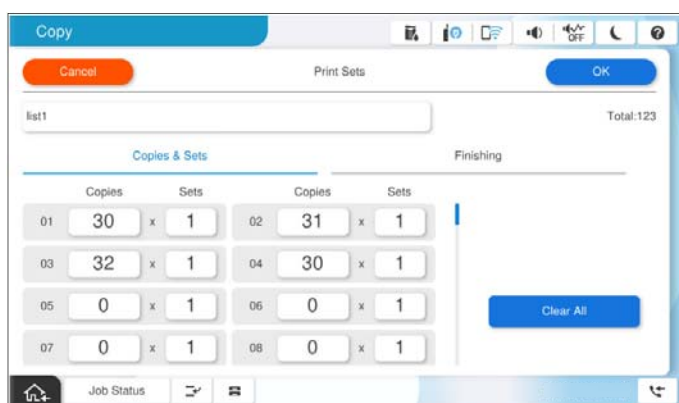 Copy
OFF
Cancel Print Sets OK
list1 Total:123
Copies & Sets Finishing
Copies Sets Copies Sets
01 30 x 1 02 31 x 1
03 32 x 1 04 30 x 1
05 0 x 1 06 0 x 1
Clear All
07 0 x 1 08 0 x 1
Job Status